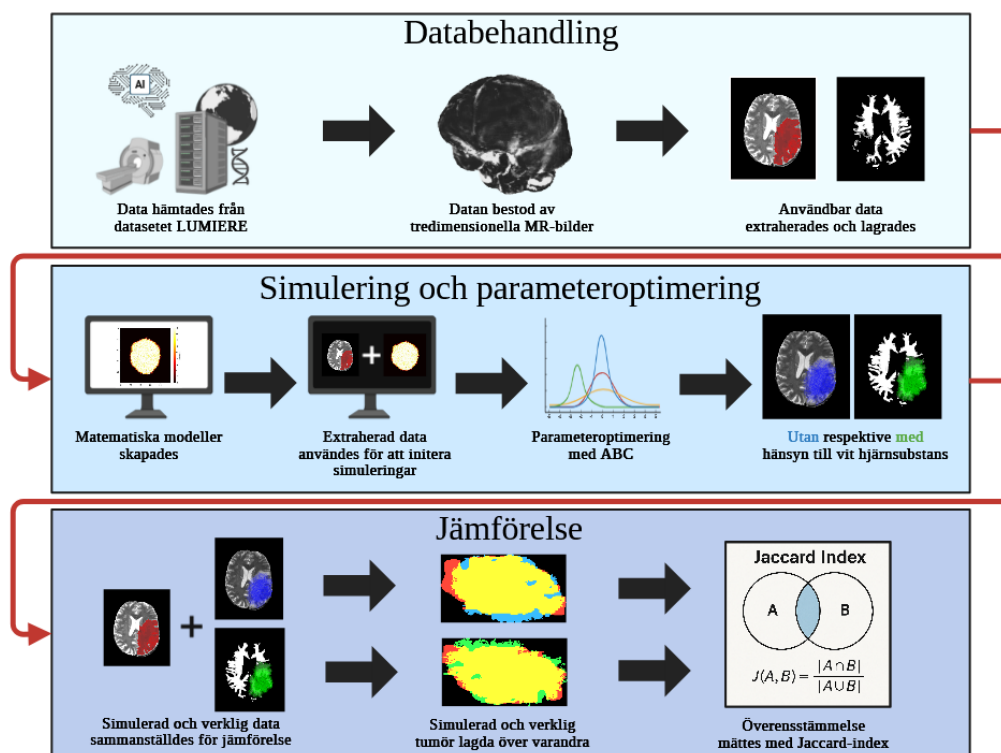 Databehandling
AI
Data hämtades från
datasetet LUMIERE
Datan bestod av
tredimensionella MR-bilder
Användbar data
extraherades och lagrades
Simulering och parameteroptimering
Matematiska modeller
skapades
+
Extraherad data
användes för att initera
simuleringar
Parameteroptimering
med ABC
Utan respektive med
hänsyn till vit hjärnsubstans
Jämförelse
+
Simulerad och verklig data
sammanställdes för jämförelse
Simulerad och verklig
tumör lagda över varandra
Jaccard Index
A B
J(A,B) = |A∩B| / |A∪B|
Överensstämmelse
mättes med Jaccard-index